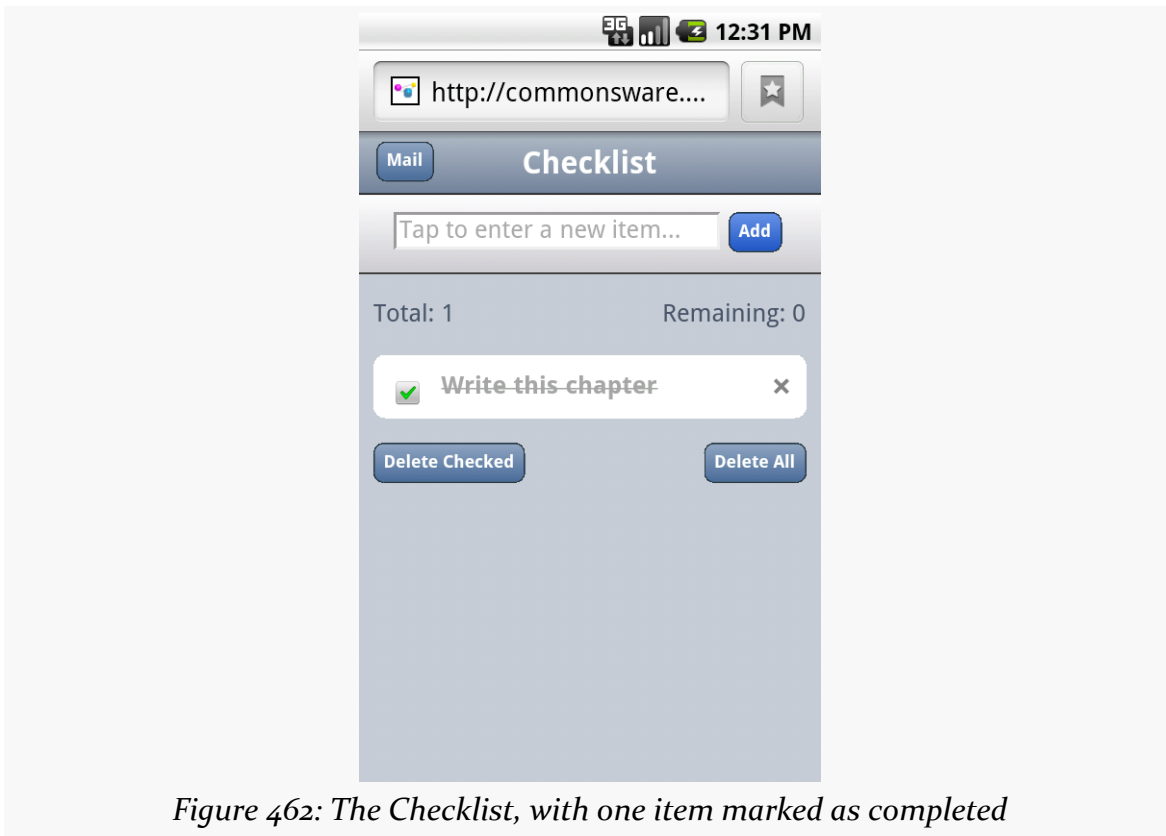 3G 12:31 PM
http://commonsware....
Mail Checklist
Tap to enter a new item... Add
Total: 1 Remaining: 0
Write this chapter
Delete Checked Delete All
Figure 462: The Checklist, with one item marked as completed